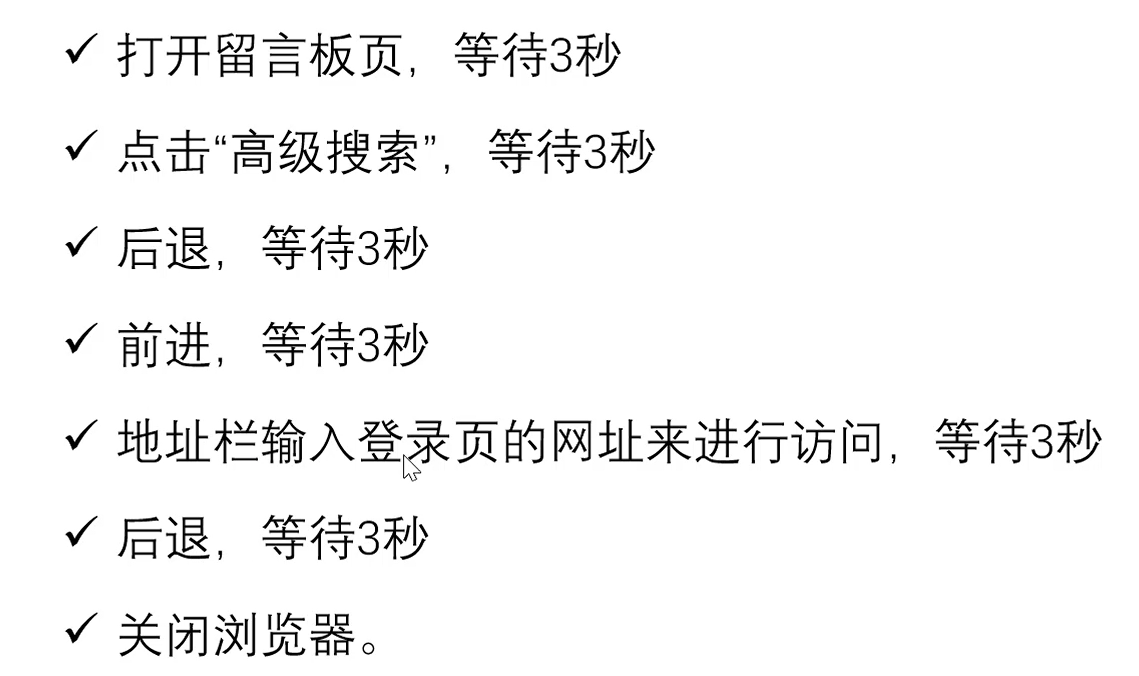 ✓ 打开留言板页，等待3秒
✓ 点击“高级搜索”，等待3秒
✓ 后退，等待3秒
✓ 前进，等待3秒
✓ 地址栏输入登录页的网址来进行访问，等待3秒
✓ 后退，等待3秒
✓ 关闭浏览器。